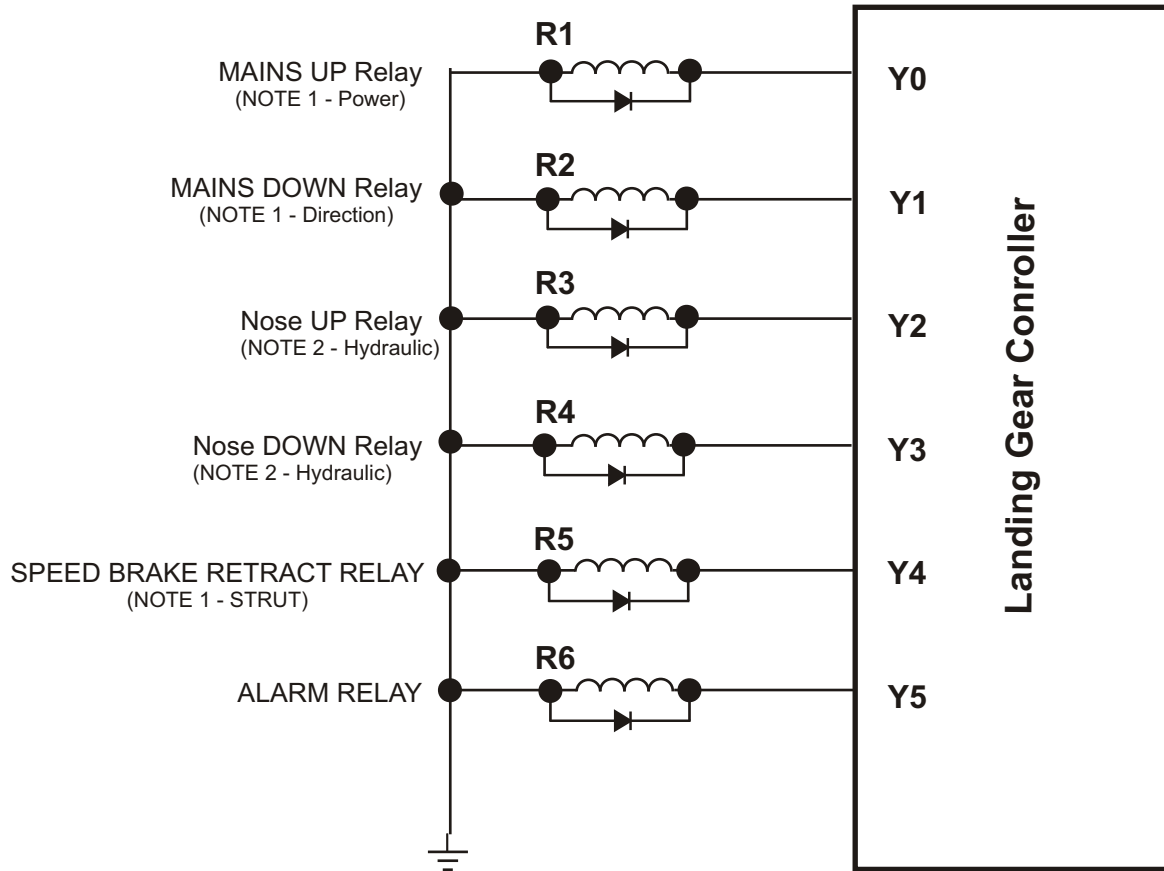 R1
MAINS UP Relay
(NOTE 1 - Power)
Y0
R2
MAINS DOWN Relay
(NOTE 1 - Direction)
Y1
R3
Nose UP Relay
(NOTE 2 - Hydraulic)
Y2
R4
Nose DOWN Relay
(NOTE 2 - Hydraulic)
Y3
R5
SPEED BRAKE RETRACT RELAY
(NOTE 1 - STRUT)
Y4
R6
ALARM RELAY
Y5
Landing Gear Conroller